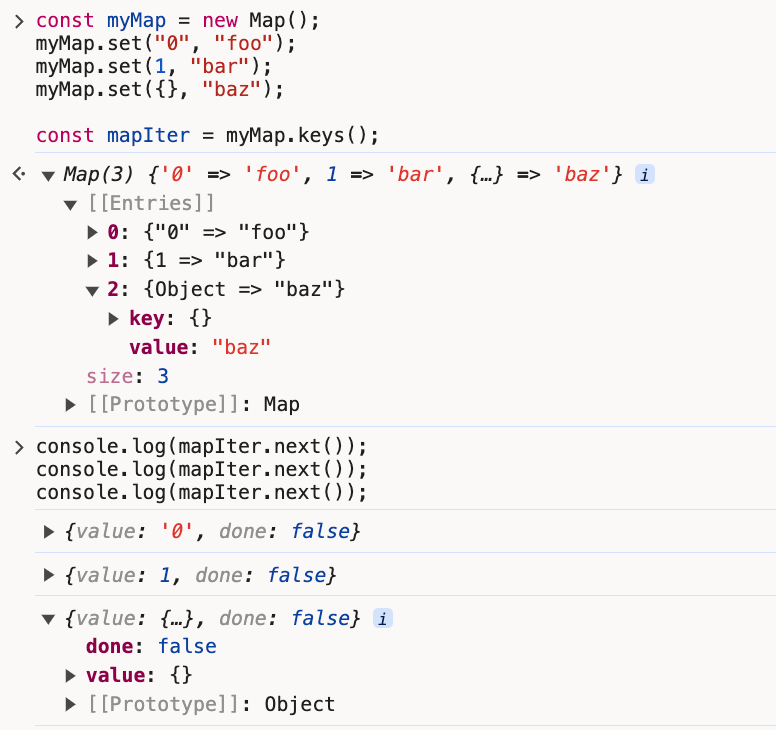 const myMap = new Map();
myMap.set("0", "foo");
myMap.set(1, "bar");
myMap.set({}, "baz");
const mapIter = myMap.keys();
Map(3) {'0' => 'foo', 1 => 'bar', {…} => 'baz'} i
[[Entries]]
0: {"0" => "foo"}
1: {1 => "bar"}
2: {Object => "baz"}
key: {}
value: "baz"
size: 3
[[Prototype]]: Map
console.log(mapIter.next());
console.log(mapIter.next());
console.log(mapIter.next());
{value: '0', done: false}
{value: 1, done: false}
{value: {…}, done: false} i
done: false
value: {}
[[Prototype]]: Object